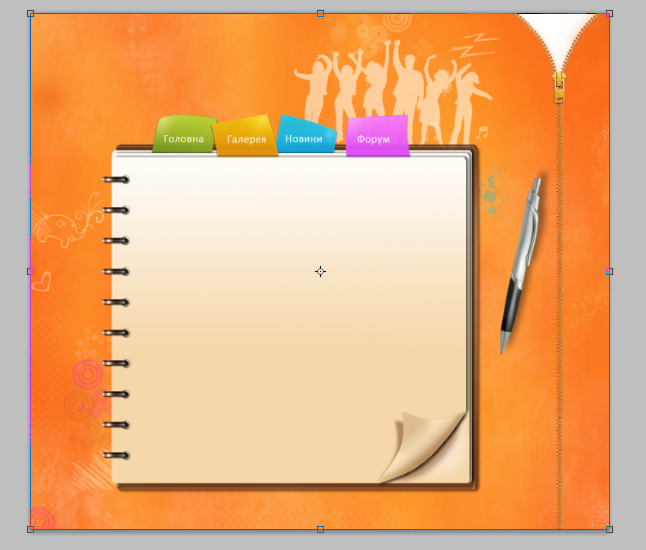 Головна
Галерея
Новини
Форум